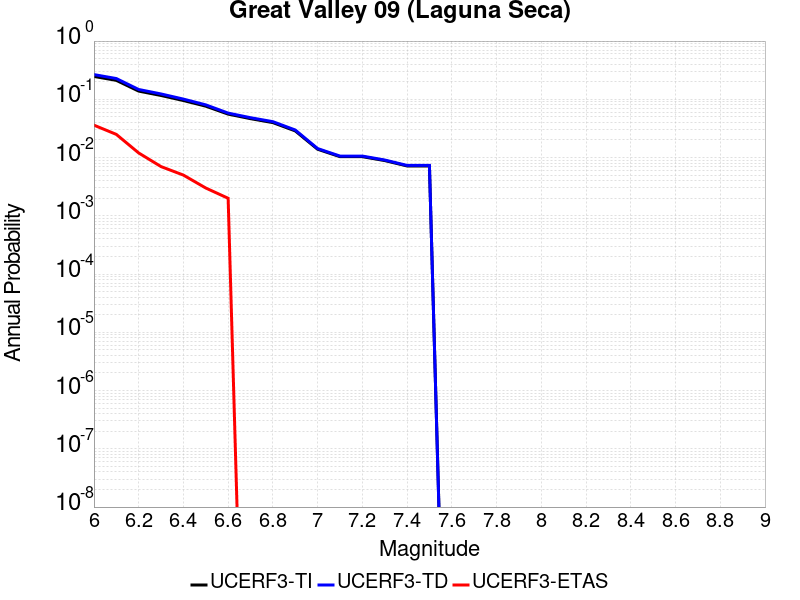 Great Valley 09 (Laguna Seca)
10^0
10^-1
10^-2
10^-3
10^-4
10^-5
10^-6
10^-7
10^-8
Annual Probability
6 6.2 6.4 6.6 6.8 7 7.2 7.4 7.6 7.8 8 8.2 8.4 8.6 8.8 9
Magnitude
UCERF3-TI UCERF3-TD UCERF3-ETAS